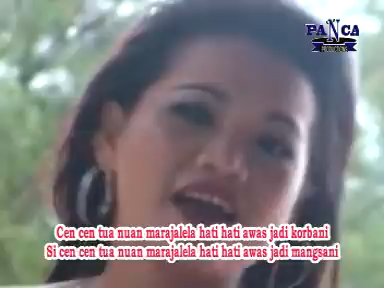 PANCA
Cen cen tua nuan marajalela hati hati awas jadi korbani
Si cen cen tua nuan marajalela hati hati awas jadi mangsani